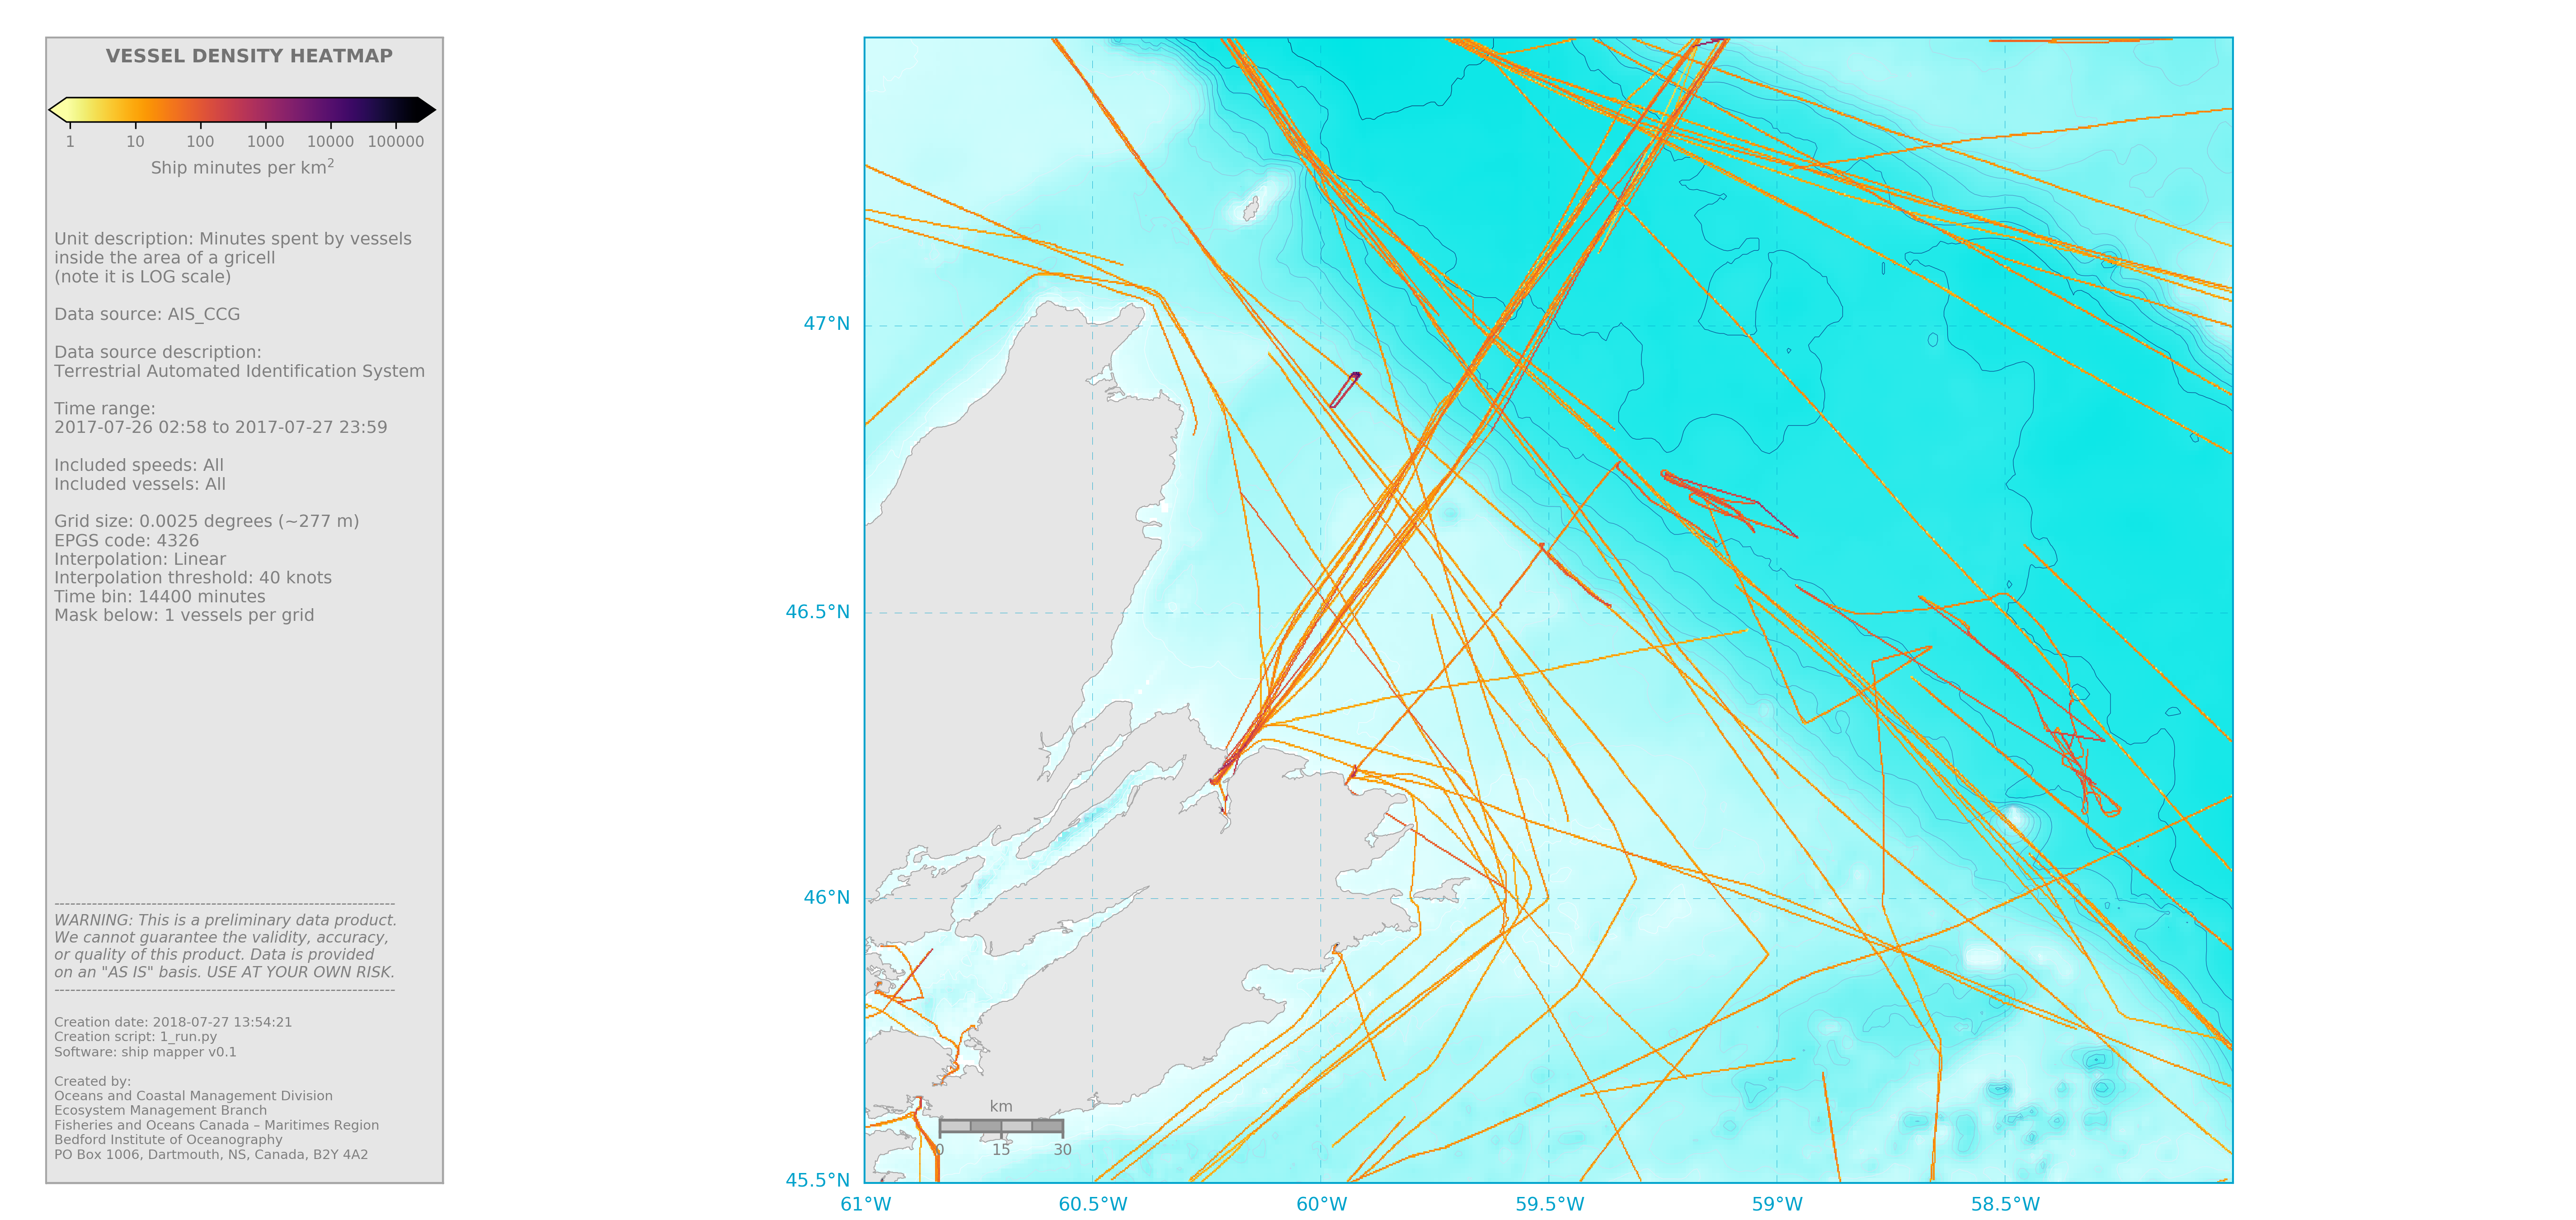 VESSEL DENSITY HEATMAP
1 10 100 1000 10000 100000
Ship minutes per km2
Unit description: Minutes spent by vessels
inside the area of a gricell
(note it is LOG scale)
Data source: AIS_CCG
Data source description:
Terrestrial Automated Identification System
Time range:
2017-07-26 02:58 to 2017-07-27 23:59
Included speeds: All
Included vessels: All
Grid size: 0.0025 degrees (~277 m)
EPGS code: 4326
Interpolation: Linear
Interpolation threshold: 40 knots
Time bin: 14400 minutes
Mask below: 1 vessels per grid
WARNING: This is a preliminary data product.
We cannot guarantee the validity, accuracy,
or quality of this product. Data is provided
on an "AS IS" basis. USE AT YOUR OWN RISK.
Creation date: 2018-07-27 13:54:21
Creation script: 1_run.py
Software: ship mapper v0.1
Created by:
Oceans and Coastal Management Division
Ecosystem Management Branch
Fisheries and Oceans Canada – Maritimes Region
Bedford Institute of Oceanography
PO Box 1006, Dartmouth, NS, Canada, B2Y 4A2
47°N
46.5°N
46°N
45.5°N
km
0 15 30
61°W 60.5°W 60°W 59.5°W 59°W 58.5°W